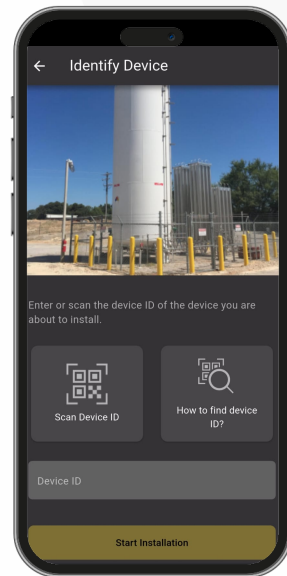 Identify Device
Enter or scan the device ID of the device you are
about to install.
Scan Device ID
How to find device
ID?
Device ID
Start Installation